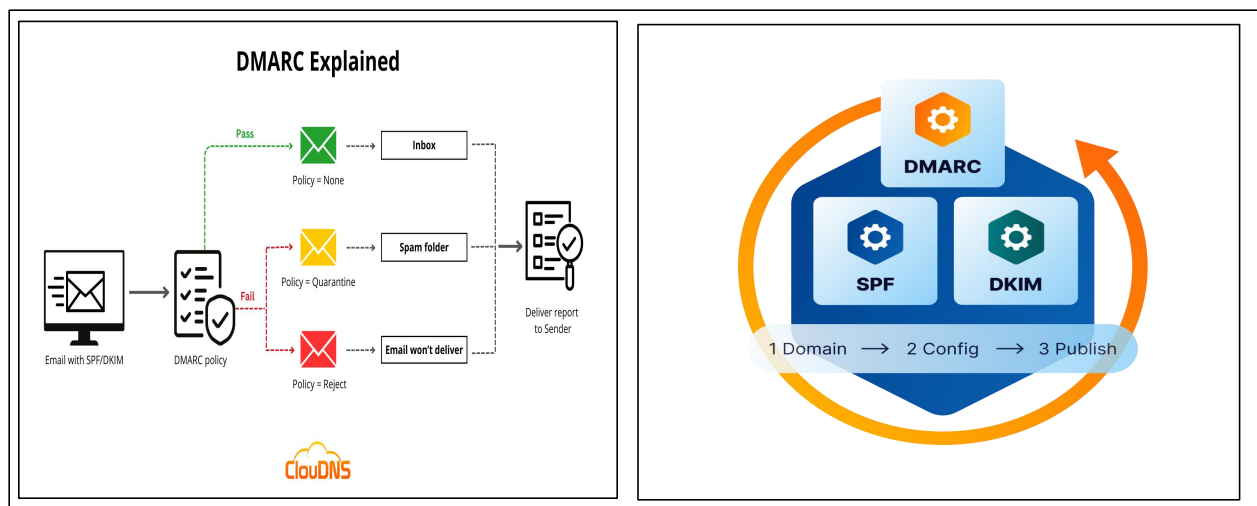 DMARC Explained
Pass
Policy = None
Inbox
Email with SPF/DKIM
DMARC policy
Fail
Policy = Quarantine
Spam folder
Policy = Reject
Email won't deliver
Deliver report
to Sender
ClouDNS
DMARC
SPF
DKIM
1 Domain → 2 Config → 3 Publish